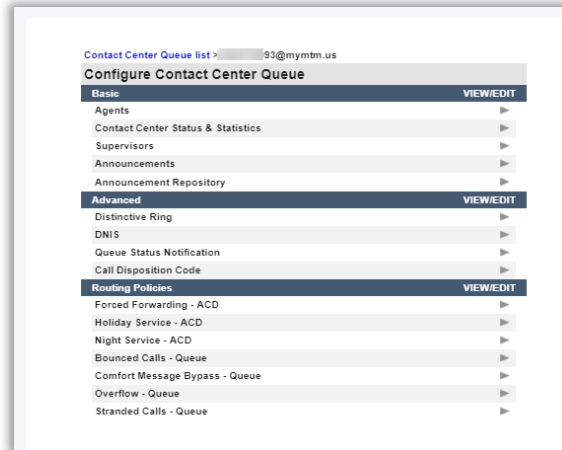 Contact Center Queue list > 93@mymtm.us
Configure Contact Center Queue
Basic VIEW/EDIT
Agents
Contact Center Status & Statistics
Supervisors
Announcements
Announcement Repository
Advanced VIEW/EDIT
Distinctive Ring
DNIS
Queue Status Notification
Call Disposition Code
Routing Policies VIEW/EDIT
Forced Forwarding - ACD
Holiday Service - ACD
Night Service - ACD
Bounced Calls - Queue
Comfort Message Bypass - Queue
Overflow - Queue
Stranded Calls - Queue